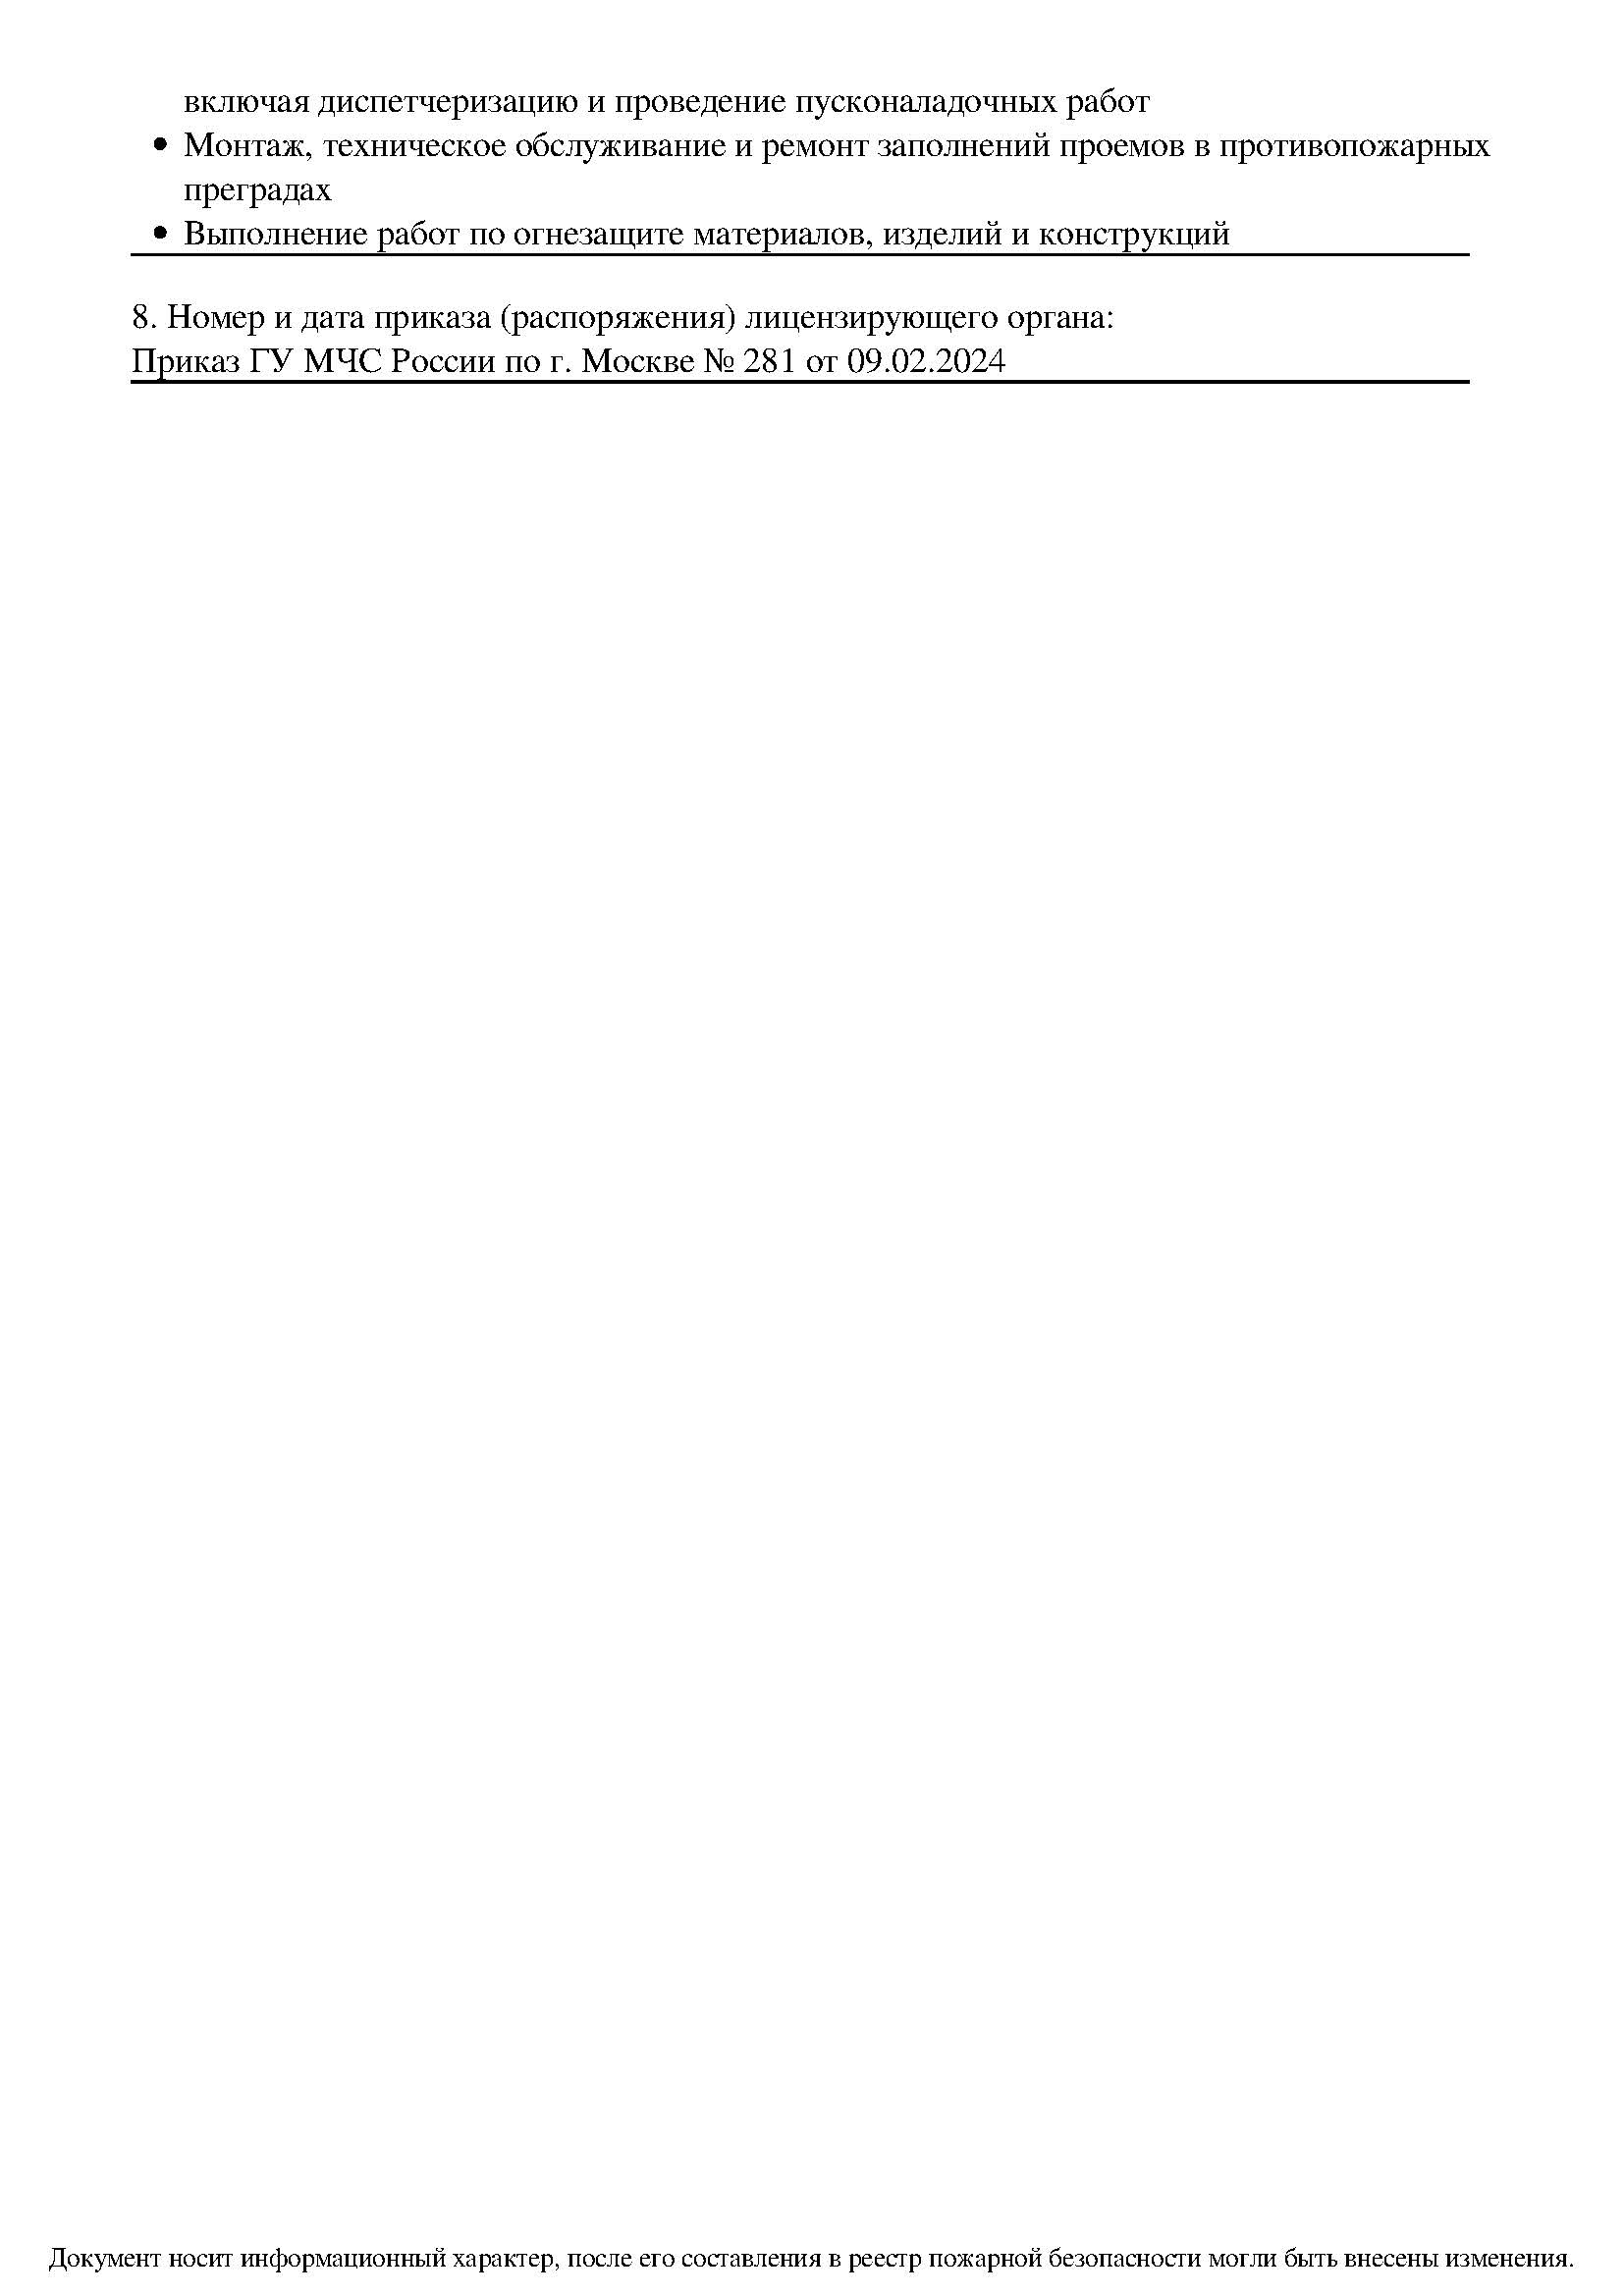 включая диспетчеризацию и проведение пусконаладочных работ
• Монтаж, техническое обслуживание и ремонт заполнений проемов в противопожарных
преградах
• Выполнение работ по огнезащите материалов, изделий и конструкций
8. Номер и дата приказа (распоряжения) лицензирующего органа:
Приказ ГУ МЧС России по г. Москве № 281 от 09.02.2024
Документ носит информационный характер, после его составления в реестр пожарной безопасности могли быть внесены изменения.